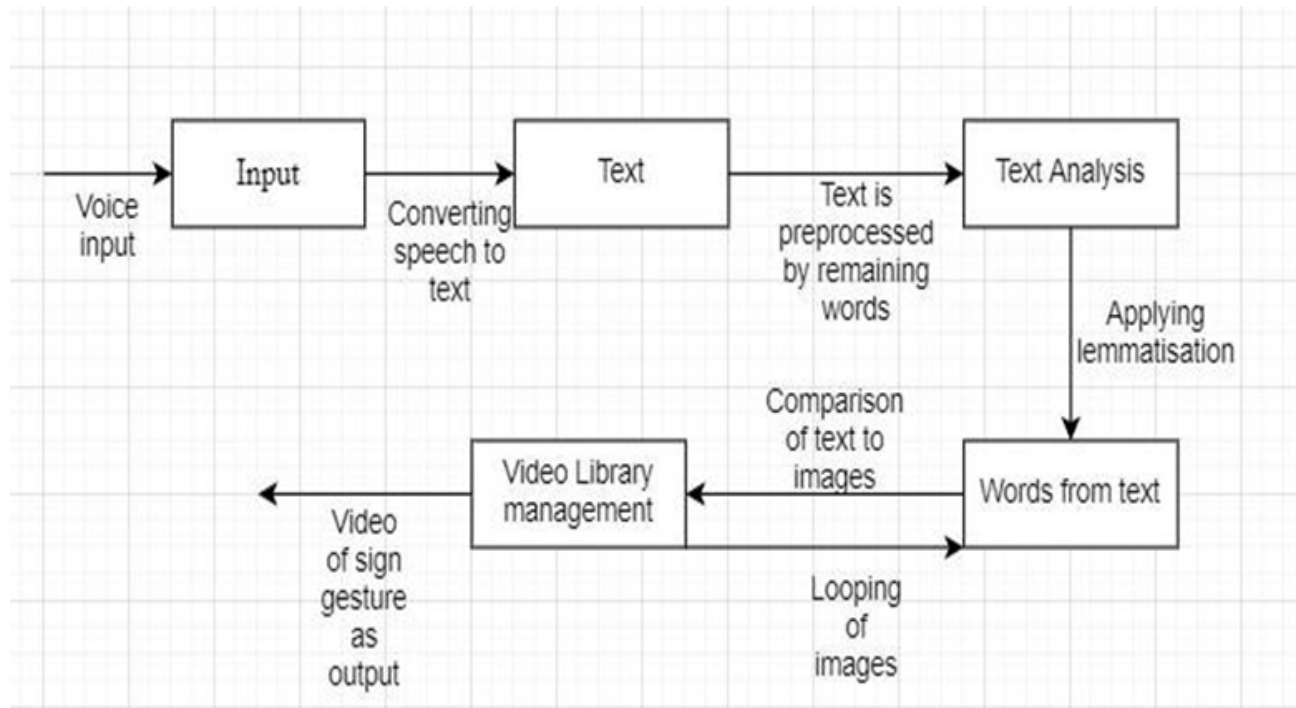 Input
Text
Text Analysis
Voice
input
Converting
speech to
text
Text is
preprocessed
by remaining
words
Applying
lemmatisation
Comparison
of text to
images
Words from text
Video Library
management
Looping
of
images
Video
of sign
gesture
as
output